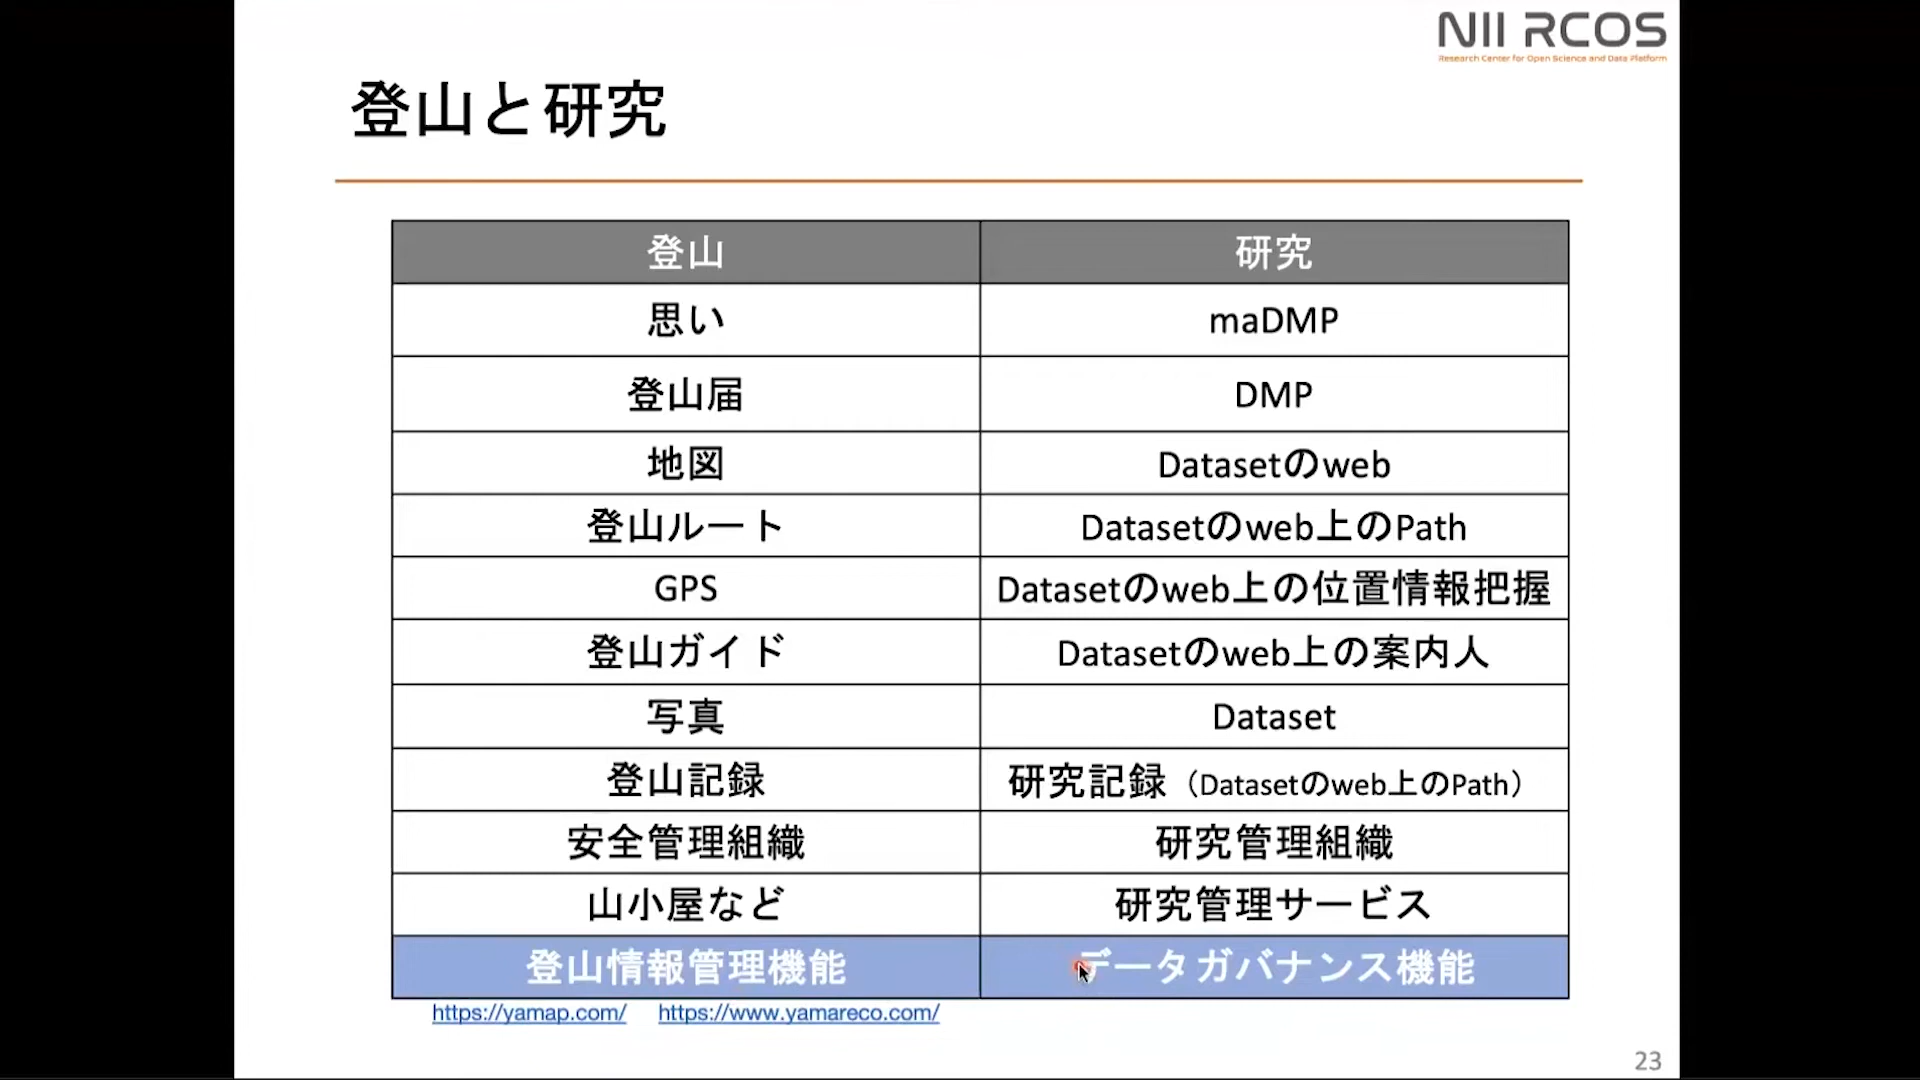 NII RCOS
Research Center for Open Science and Data Platform
登山と研究
登山 研究
思い maDMP
登山届 DMP
地図 Datasetのweb
登山ルート Datasetのweb上のPath
GPS Datasetのweb上の位置情報把握
登山ガイド Datasetのweb上の案内人
写真 Dataset
登山記録 研究記録（Datasetのweb上のPath）
安全管理組織 研究管理組織
山小屋など 研究管理サービス
登山情報管理機能 データガバナンス機能
https://yamap.com/ https://www.yamareco.com/
23